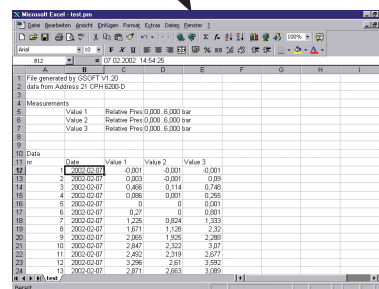 Microsoft Excel - test.prn
Datei Bearbeiten Ansicht Einfügen Format Extras Daten Fenster ?
100%
Arial 10 F K U % 000
B12 = 07.02.2002 14:54:25
A B C D E F G H I
1 File generated by GSOFT V1.20
2 data from Address 21 CPH 6200-D
3
4 Measurements
5 Value 1 Relative Pres 0,000..6,000 bar
6 Value 2 Relative Pres 0,000..6,000 bar
7 Value 3 Relative Pres 0,000..6,000 bar
8
9
10 Data
11 nr Date Value 1 Value 2 Value 3
12 1 2002-02-07 -0,001 -0,001 -0,001
13 2 2002-02-07 0,003 -0,001 0,09
14 3 2002-02-07 0,466 0,114 0,748
15 4 2002-02-07 0,086 0,001 0,255
16 5 2002-02-07 0 0 0,001
17 6 2002-02-07 0,27 0 0,801
18 7 2002-02-07 1,225 0,824 1,333
19 8 2002-02-07 1,671 1,128 2,32
20 9 2002-02-07 2,065 1,925 2,288
21 10 2002-02-07 2,847 2,322 3,07
22 11 2002-02-07 2,492 2,319 2,677
23 12 2002-02-07 3,296 2,61 3,592
24 13 2002-02-07 2,871 2,663 3,089
test
Bereit